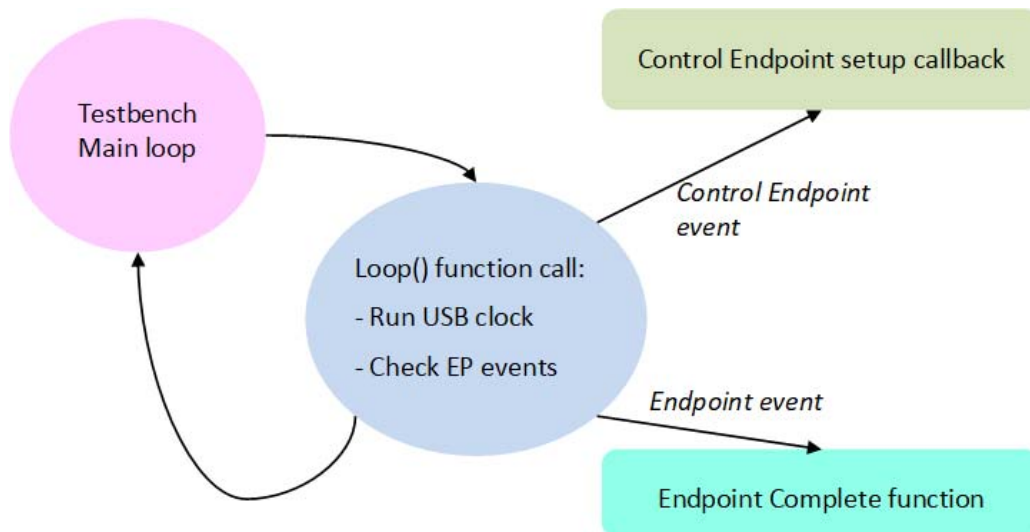 Testbench
Main loop
Control Endpoint setup callback
Control Endpoint
event
Loop() function call:
- Run USB clock
- Check EP events
Endpoint event
Endpoint Complete function